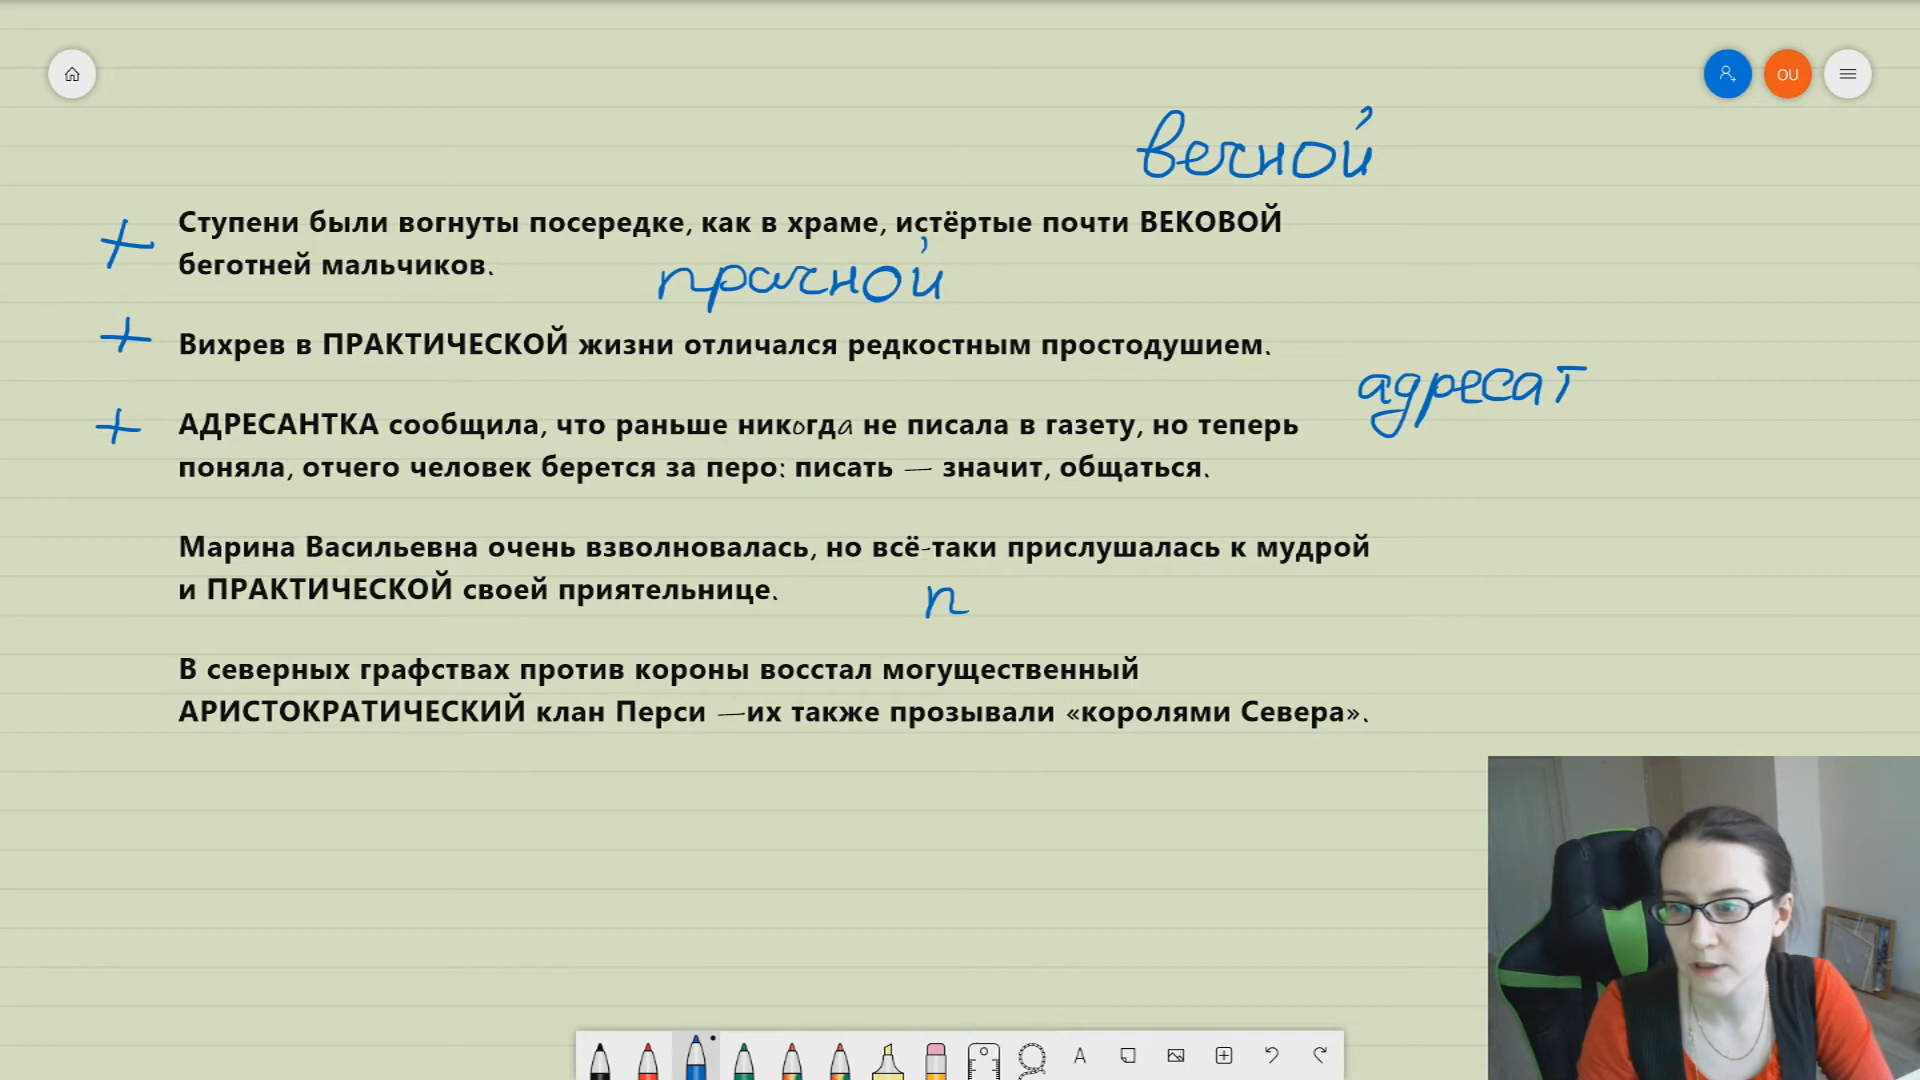 OU
вечной
Ступени были вогнуты посередке, как в храме, истёртые почти ВЕКОВОЙ
беготней мальчиков.
прачной
Вихрев в ПРАКТИЧЕСКОЙ жизни отличался редкостным простодушием.
адресат
АДРЕСАНТКА сообщила, что раньше никогда не писала в газету, но теперь
поняла, отчего человек берется за перо: писать — значит, общаться.
Марина Васильевна очень взволновалась, но всё-таки прислушалась к мудрой
и ПРАКТИЧЕСКОЙ своей приятельнице.
п
В северных графствах против короны восстал могущественный
АРИСТОКРАТИЧЕСКИЙ клан Перси —их также прозывали «королями Севера».